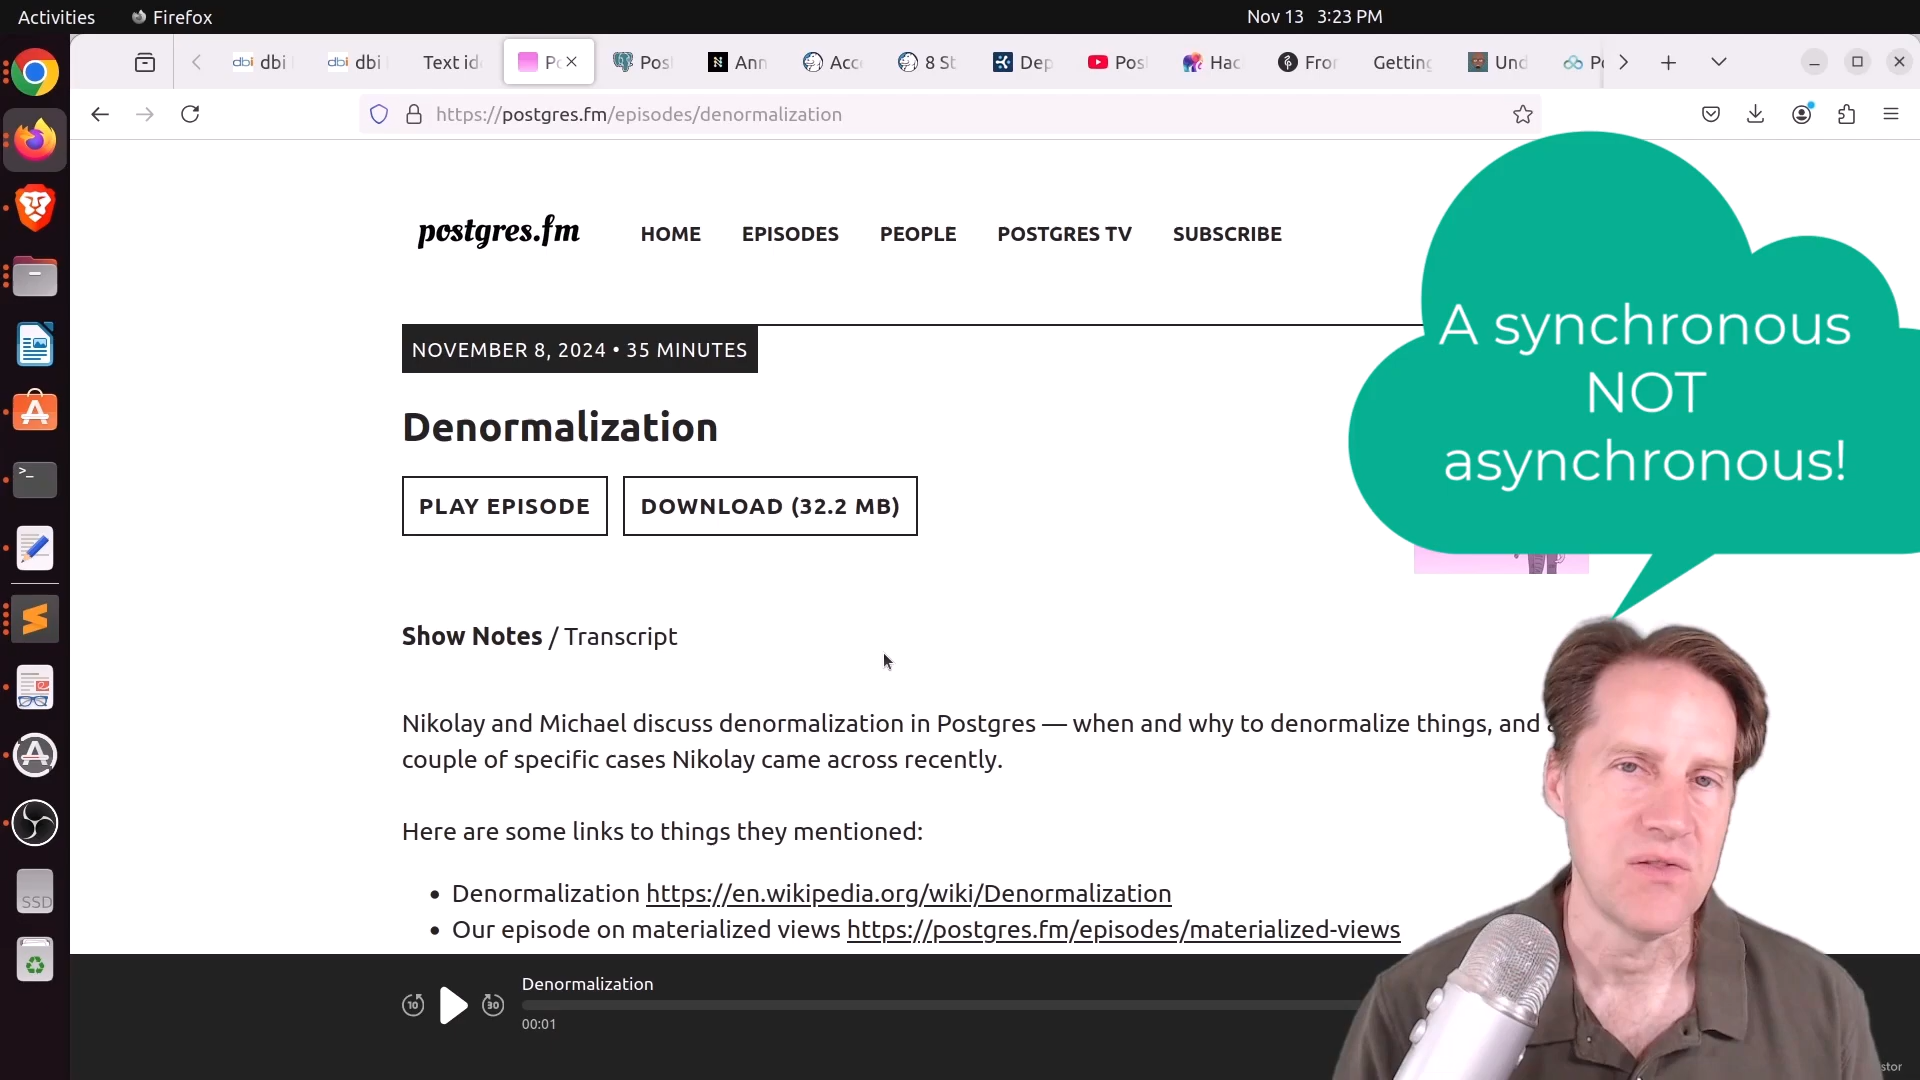 Activities
Firefox
Nov 13 3:23 PM
dbi
dbi
Text id
Pos
Ann
Acc
8 St
Dep
Pos
Hac
Fror
Getting
Und
https://postgres.fm/episodes/denormalization
postgres.fm
HOME
EPISODES
PEOPLE
POSTGRES TV
SUBSCRIBE
A synchronous
NOT
asynchronous!
NOVEMBER 8, 2024 • 35 MINUTES
Denormalization
PLAY EPISODE
DOWNLOAD (32.2 MB)
Show Notes / Transcript
Nikolay and Michael discuss denormalization in Postgres — when and why to denormalize things, and a
couple of specific cases Nikolay came across recently.
Here are some links to things they mentioned:
• Denormalization https://en.wikipedia.org/wiki/Denormalization
• Our episode on materialized views https://postgres.fm/episodes/materialized-views
SSD
Denormalization
10
30
00:01
stor